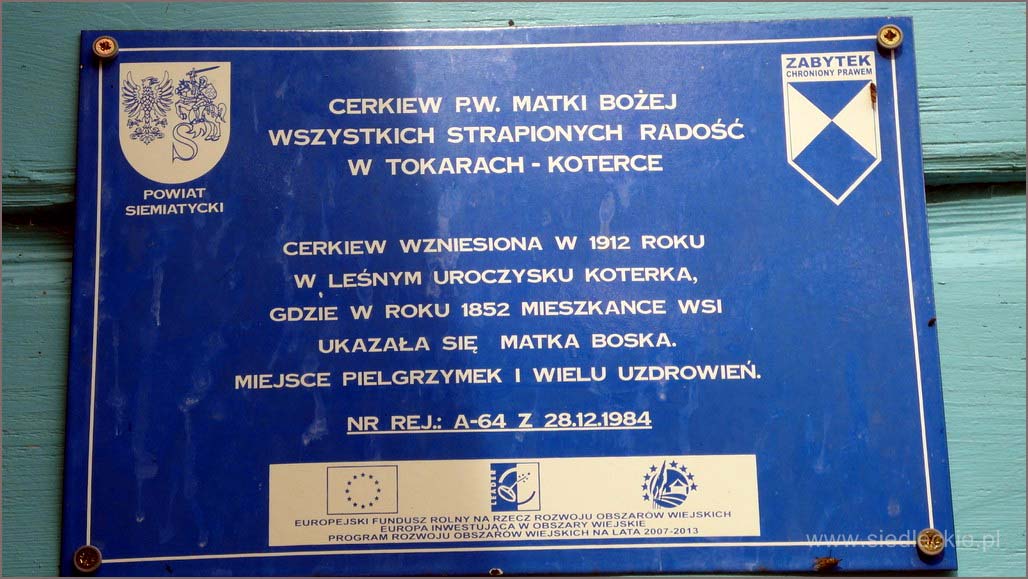 ZABYTEK
CHRONIONY PRAWEM
CERKIEW P.W. MATKI BOŻEJ
WSZYSTKICH STRAPIONYCH RADOŚĆ
W TOKARACH - KOTERCE
POWIAT
SIEMIATYCKI
CERKIEW WZNIESIONA W 1912 ROKU
W LEŚNYM UROCZYSKU KOTERKA,
GDZIE W ROKU 1852 MIESZKANCE WSI
UKAZAŁA SIĘ MATKA BOSKA.
MIEJSCE PIELGRZYMEK I WIELU UZDROWIEŃ.
NR REJ.: A-64 Z 28.12.1984
LEADER
EUROPEJSKI FUNDUSZ ROLNY NA RZECZ ROZWOJU OBSZARÓW WIEJSKICH
EUROPA INWESTUJĄCA W OBSZARY WIEJSKIE
PROGRAM ROZWOJU OBSZARÓW WIEJSKICH NA LATA 2007-2013
www.siedleckie.pl